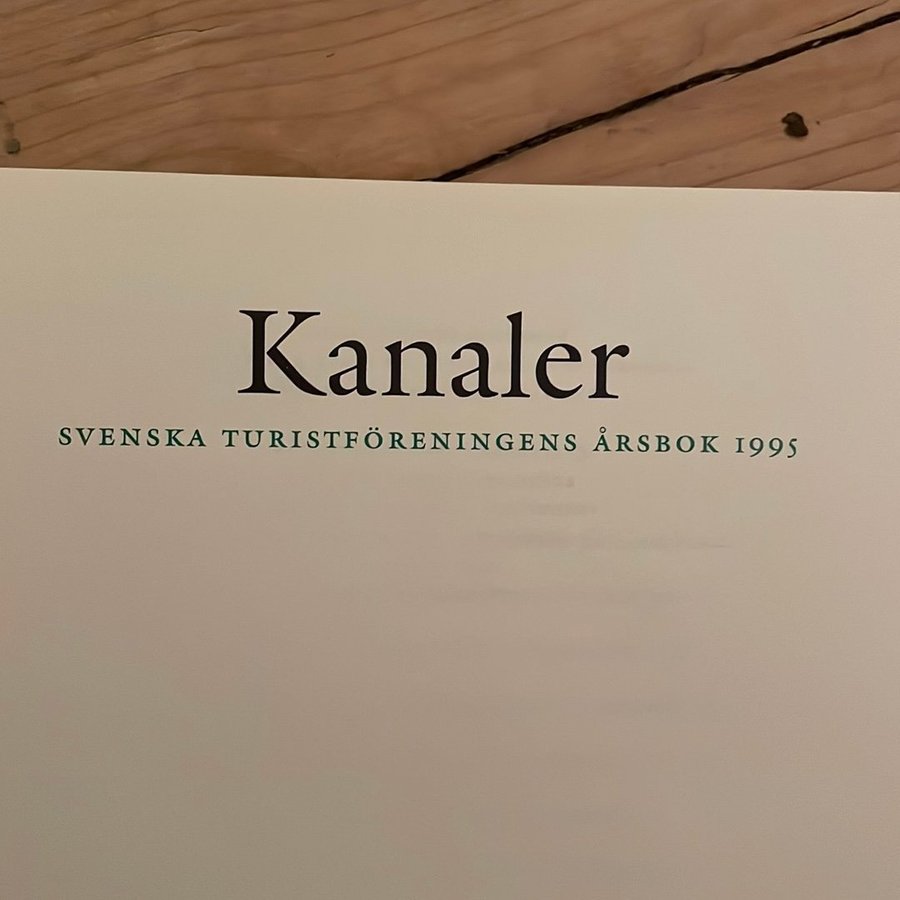 Kanaler
SVENSKA TURISTFÖRENINGENS ÅRSBOK 1995